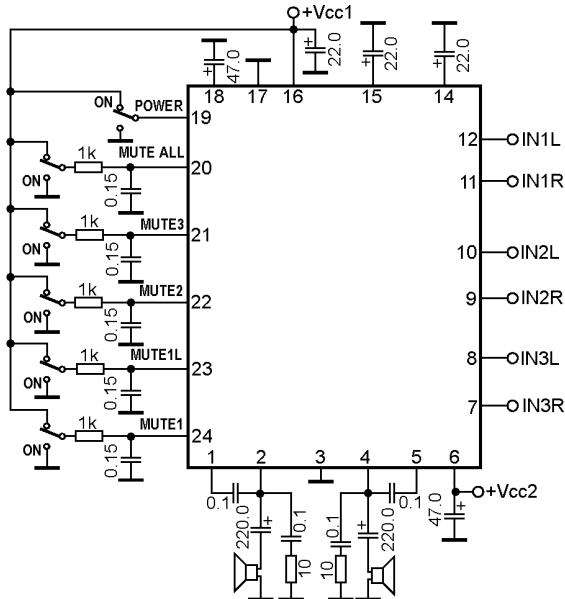 +Vcc1
22.0
22.0
22.0
47.0
18
17
16
15
14
ON
POWER
19
12
IN1L
1k
MUTE ALL
20
ON
0.15
11
IN1R
1k
MUTE3
21
ON
0.15
10
IN2L
1k
MUTE2
22
ON
0.15
9
IN2R
1k
MUTE1L
23
ON
0.15
8
IN3L
1k
MUTE1
24
ON
0.15
7
IN3R
1
2
3
4
5
6
0.1
0.1
+Vcc2
220.0
0.1
0.1
220.0
47.0
10
10